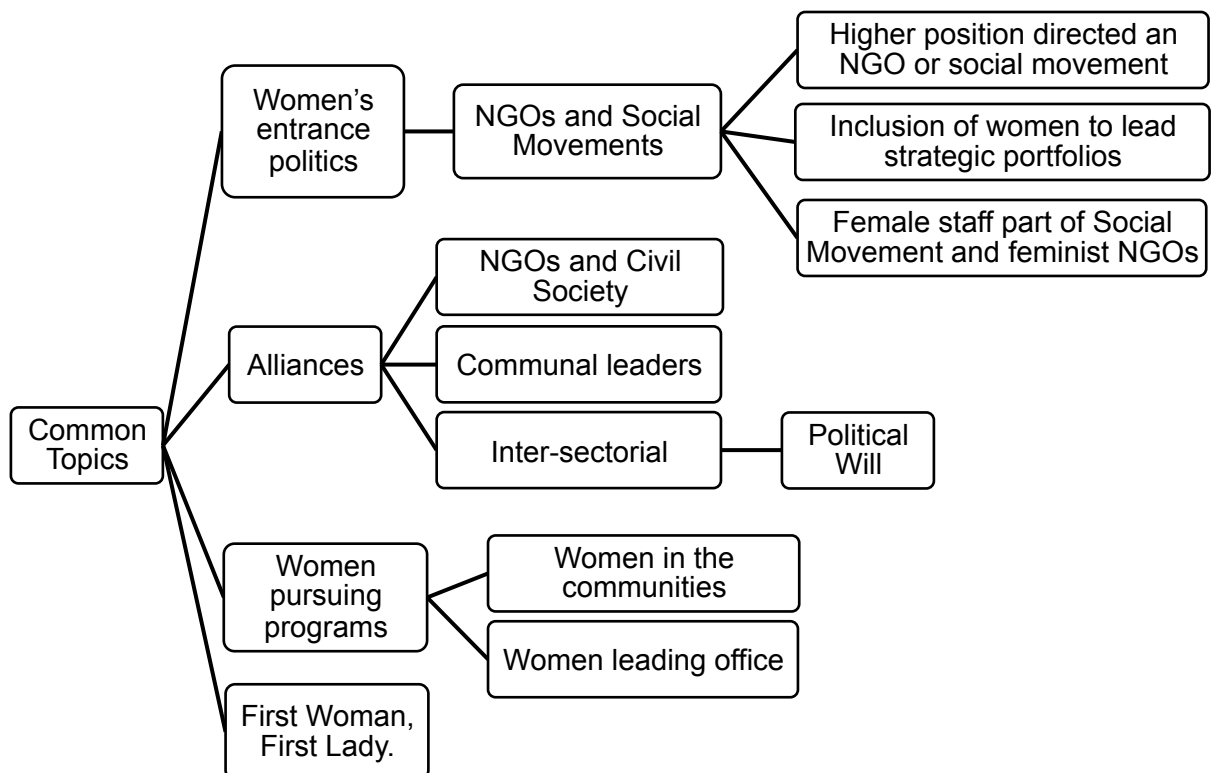 Common
Topics
Women’s
entrance
politics
NGOs and Social
Movements
Higher position directed an
NGO or social movement
Inclusion of women to lead
strategic portfolios
Female staff part of Social
Movement and feminist NGOs
Alliances
NGOs and Civil
Society
Communal leaders
Inter-sectorial
Political
Will
Women
pursuing
programs
Women in the
communities
Women leading office
First Woman,
First Lady.